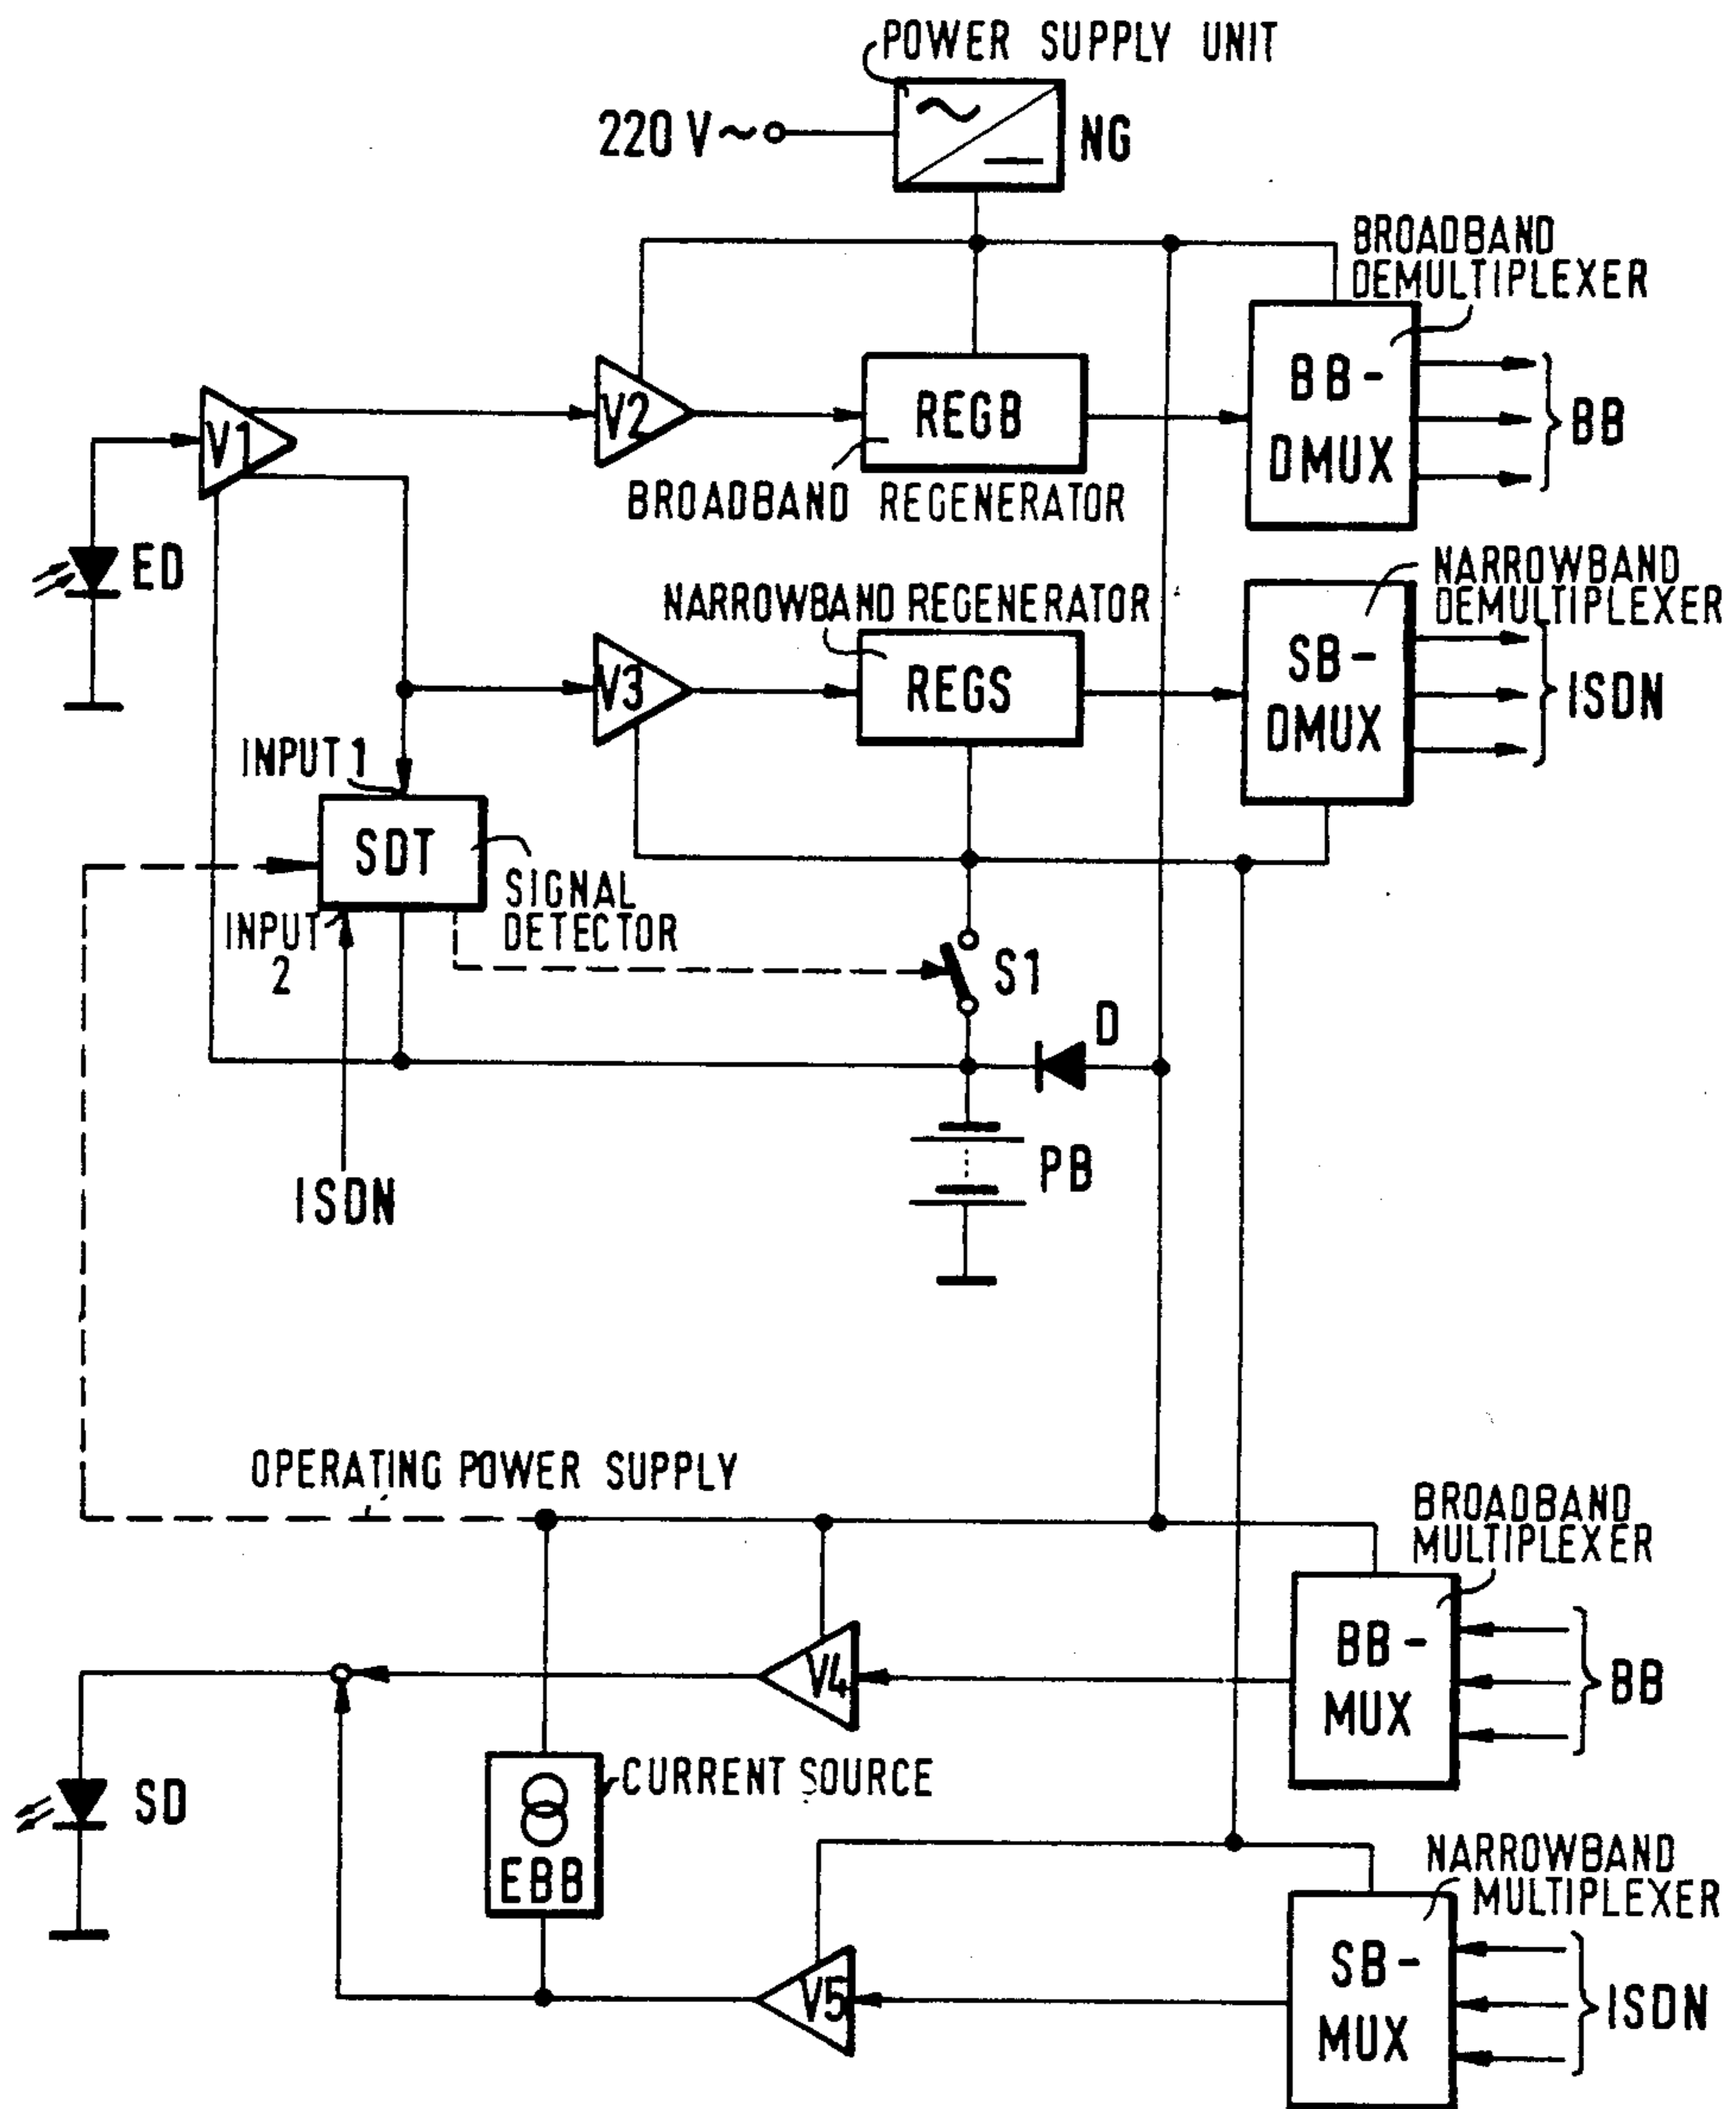 POWER SUPPLY UNIT
220 V ~
NG
BROADBAND
DEMULTIPLEXER
V1
V2
REGB
BB-
DMUX
BB
BROADBAND REGENERATOR
ED
NARROWBAND REGENERATOR
NARROWBAND
DEMULTIPLEXER
V3
REGS
SB-
DMUX
ISDN
INPUT 1
SDT
SIGNAL
DETECTOR
INPUT
2
S1
D
PB
ISDN
OPERATING POWER SUPPLY
BROADBAND
MULTIPLEXER
V4
BB-
MUX
BB
SD
CURRENT SOURCE
EBB
NARROWBAND
MULTIPLEXER
V5
SB-
MUX
ISDN